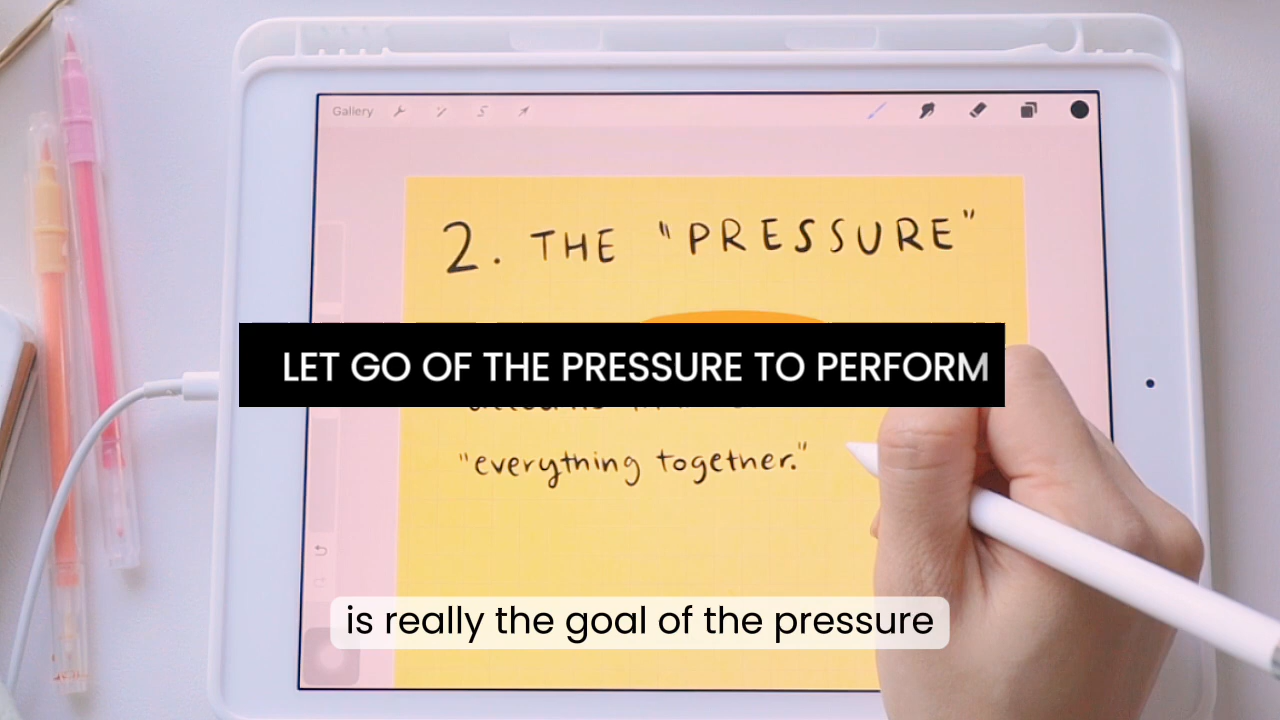 Gallery
2. THE "PRESSURE"
LET GO OF THE PRESSURE TO PERFORM
"everything together."
is really the goal of the pressure